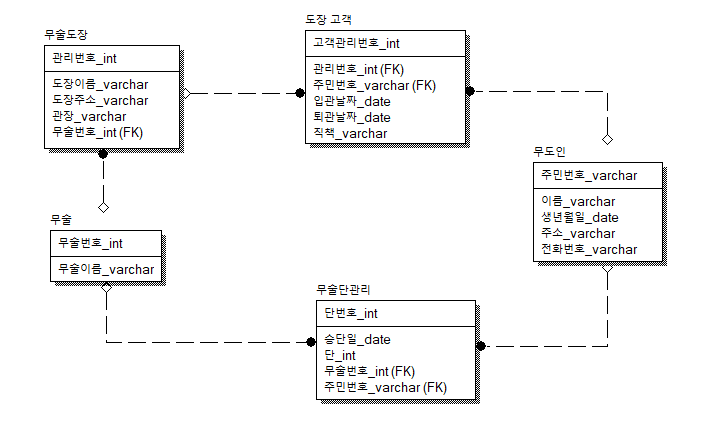 무술도장
관리번호_int
도장이름_varchar
도장주소_varchar
관장_varchar
무술번호_int (FK)
도장 고객
고객관리번호_int
관리번호_int (FK)
주민번호_varchar (FK)
입관날짜_date
퇴관날짜_date
직책_varchar
무도인
주민번호_varchar
이름_varchar
생년월일_date
주소_varchar
전화번호_varchar
무술
무술번호_int
무술이름_varchar
무술단관리
단번호_int
승단일_date
단_int
무술번호_int (FK)
주민번호_varchar (FK)